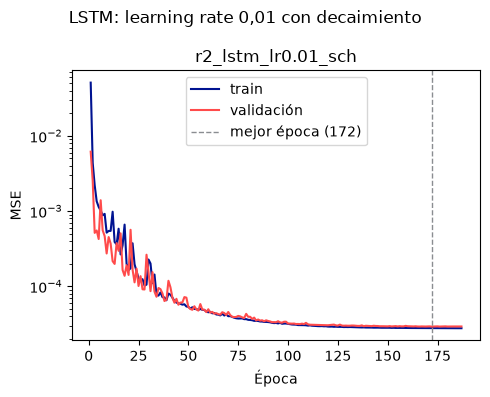 LSTM: learning rate 0,01 con decaimiento
r2_lstm_lr0.01_sch
train
validación
mejor época (172)
MSE
10⁻²
10⁻³
10⁻⁴
0 25 50 75 100 125 150 175
Época